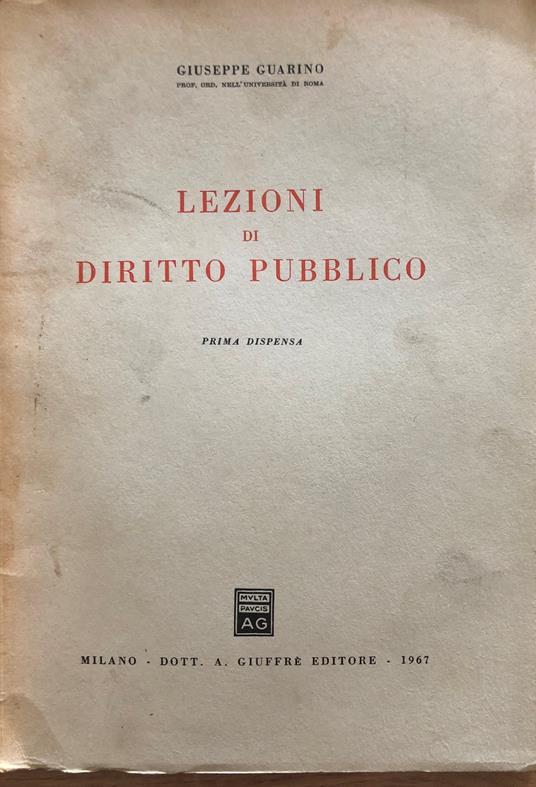 GIUSEPPE GUARINO
PROF. ORD. NELL'UNIVERSITÀ DI ROMA
LEZIONI
DI
DIRITTO PUBBLICO
PRIMA DISPENSA
MVLTA
PAVCIS
AG
MILANO - DOTT. A. GIUFFRÈ EDITORE - 1967